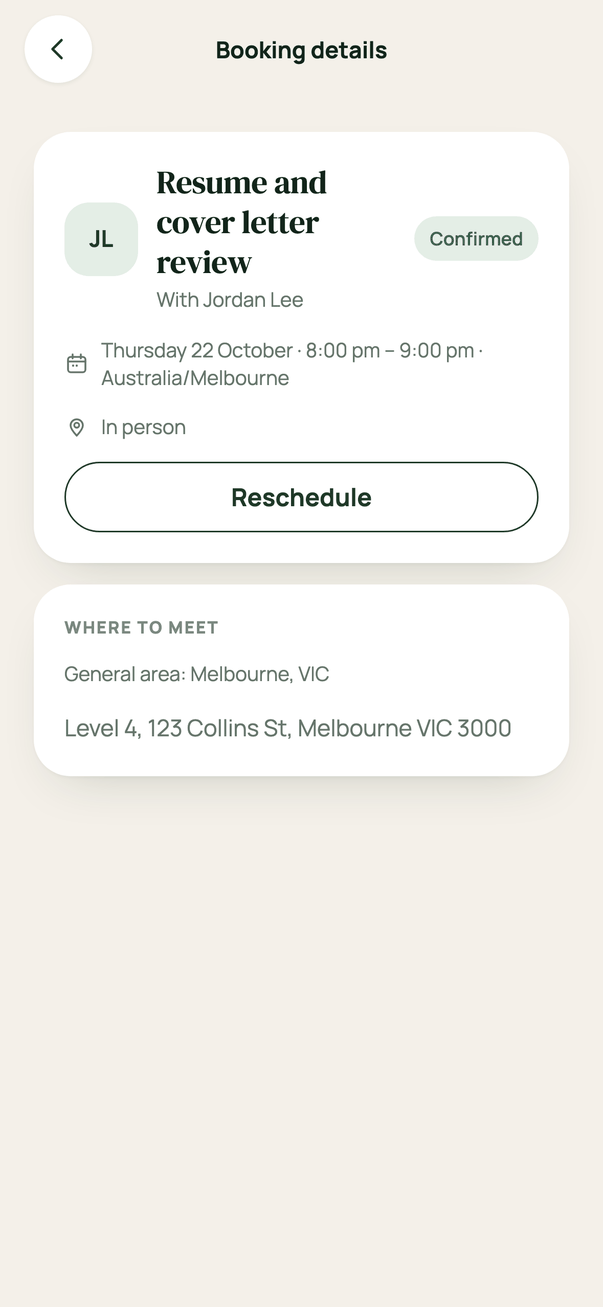 Booking details
JL
Resume and
cover letter
review
With Jordan Lee
Confirmed
Thursday 22 October · 8:00 pm – 9:00 pm ·
Australia/Melbourne
In person
Reschedule
WHERE TO MEET
General area: Melbourne, VIC
Level 4, 123 Collins St, Melbourne VIC 3000